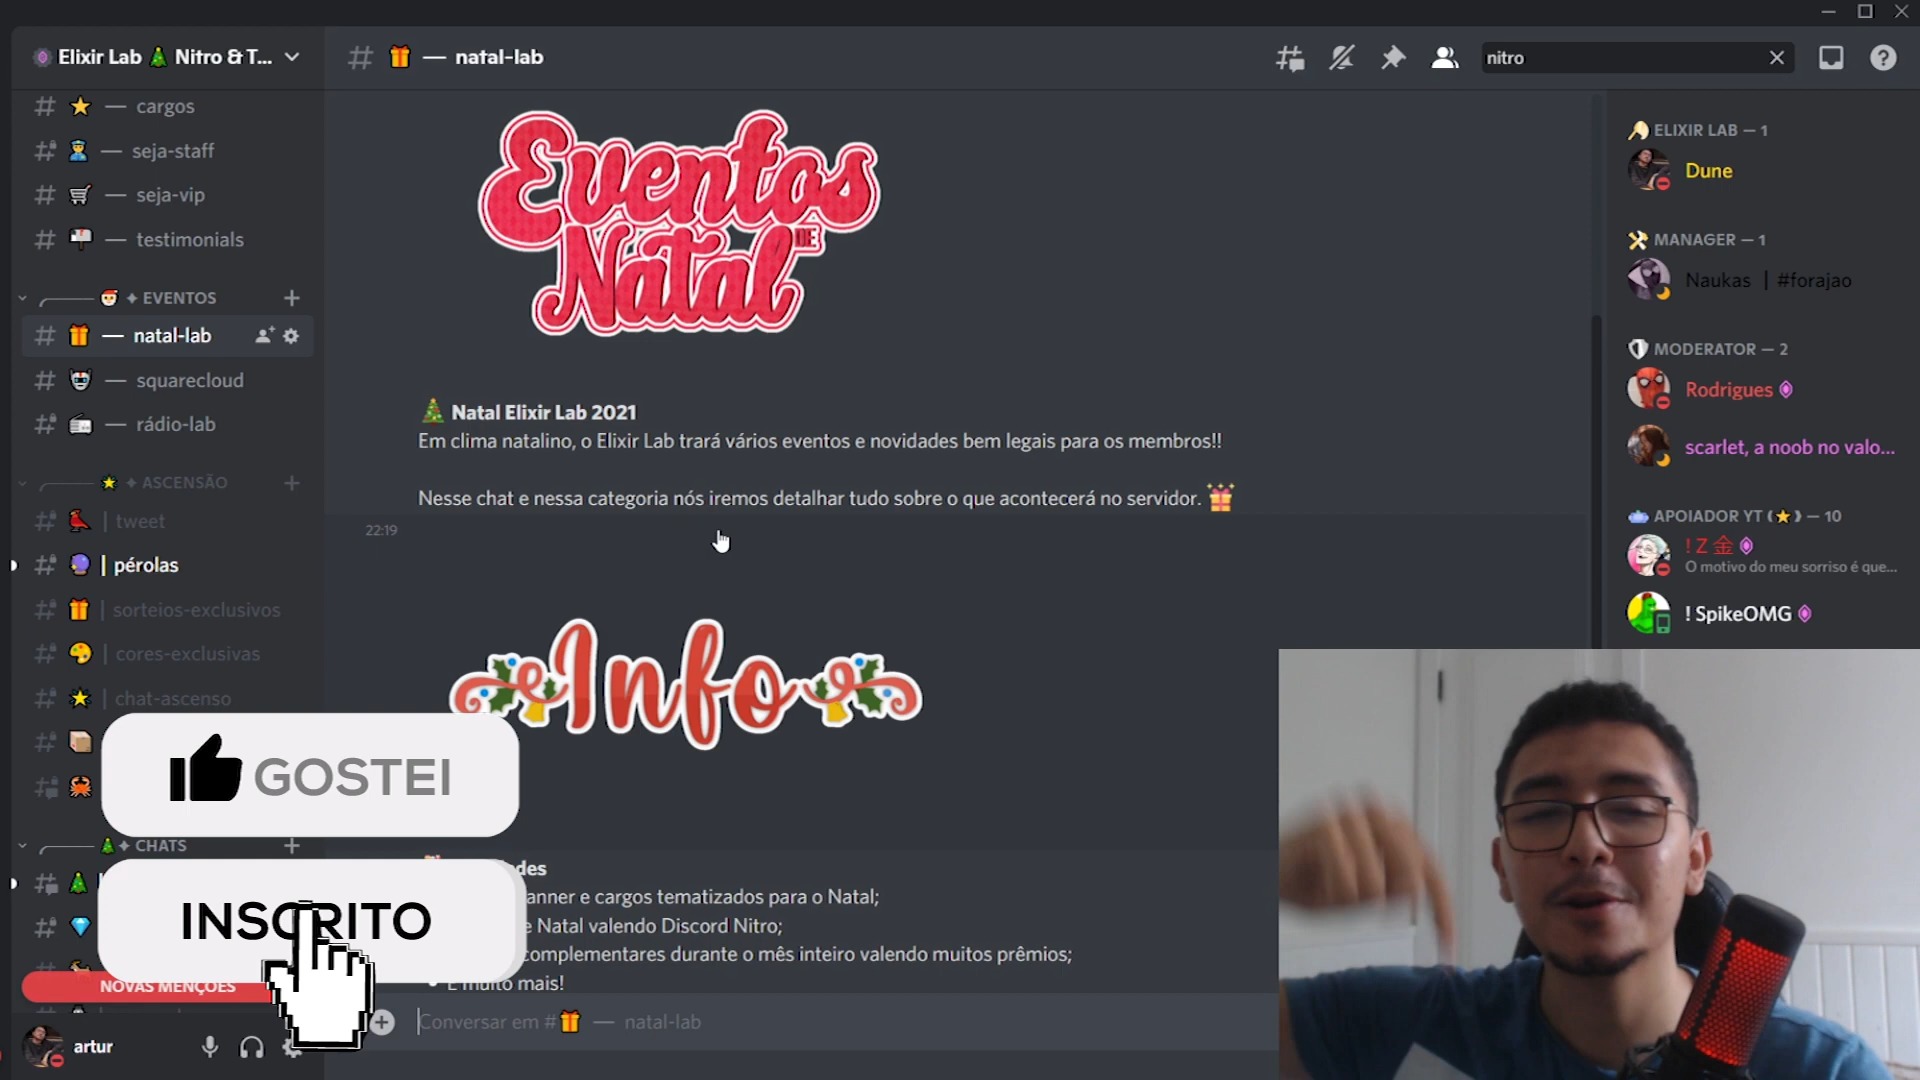 Elixir Lab Nitro & T...
— natal-lab
nitro
— cargos
— seja-staff
— seja-vip
— testimonials
EVENTOS
— natal-lab
— squarecloud
— rádio-lab
ASCENSÃO
| tweet
| pérolas
| sorteios-exclusivos
| cores-exclusivas
| chat-ascenso
GOSTEI
CHATS
INSCRITO
NOVAS MENÇÕES
artur
Eventos
de
Natal
Natal Elixir Lab 2021
Em clima natalino, o Elixir Lab trará vários eventos e novidades bem legais para os membros!!
Nesse chat e nessa categoria nós iremos detalhar tudo sobre o que acontecerá no servidor.
22:19
Info
des
anner e cargos tematizados para o Natal;
e Natal valendo Discord Nitro;
complementares durante o mês inteiro valendo muitos prêmios;
E muito mais!
Conversar em # — natal-lab
ELIXIR LAB — 1
Dune
MANAGER — 1
Naukas | #forajao
MODERATOR — 2
Rodrigues
scarlet, a noob no valo...
APOIADOR YT (⭐) — 10
! Z 金
O motivo do meu sorriso é que...
! SpikeOMG